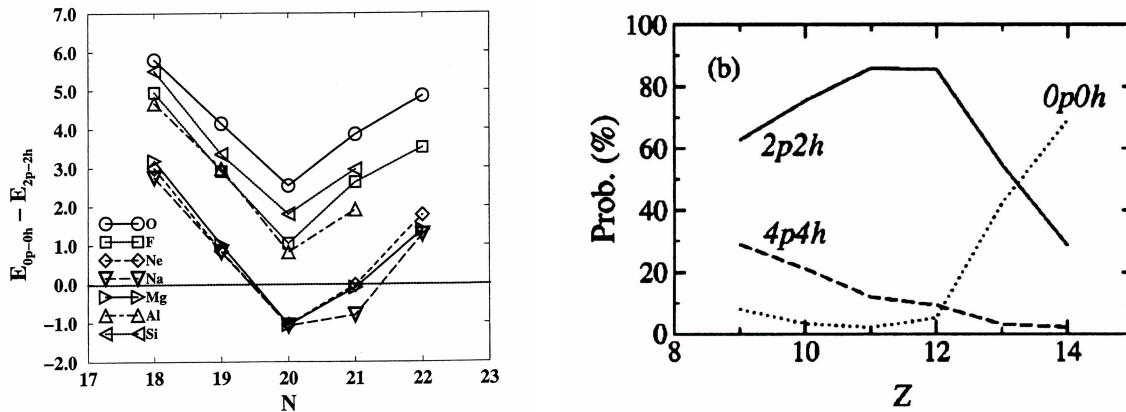 7.0
6.0
5.0
4.0
3.0
2.0
1.0
0.0
−1.0
−2.0
E0p−0h − E2p−2h
O
F
Ne
Na
Mg
Al
Si
17 18 19 20 21 22 23
N
100
80
60
40
20
0
Prob. (%)
(b)
0p0h
2p2h
4p4h
8 10 12 14
Z